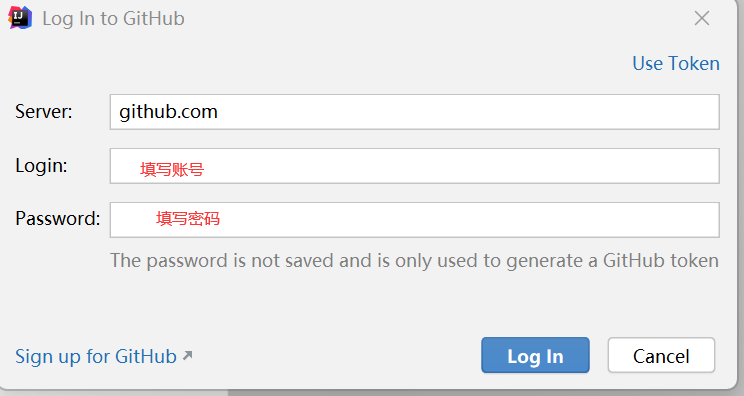 Log In to GitHub
Use Token
Server: github.com
Login: 填写账号
Password: 填写密码
The password is not saved and is only used to generate a GitHub token
Sign up for GitHub Log In Cancel